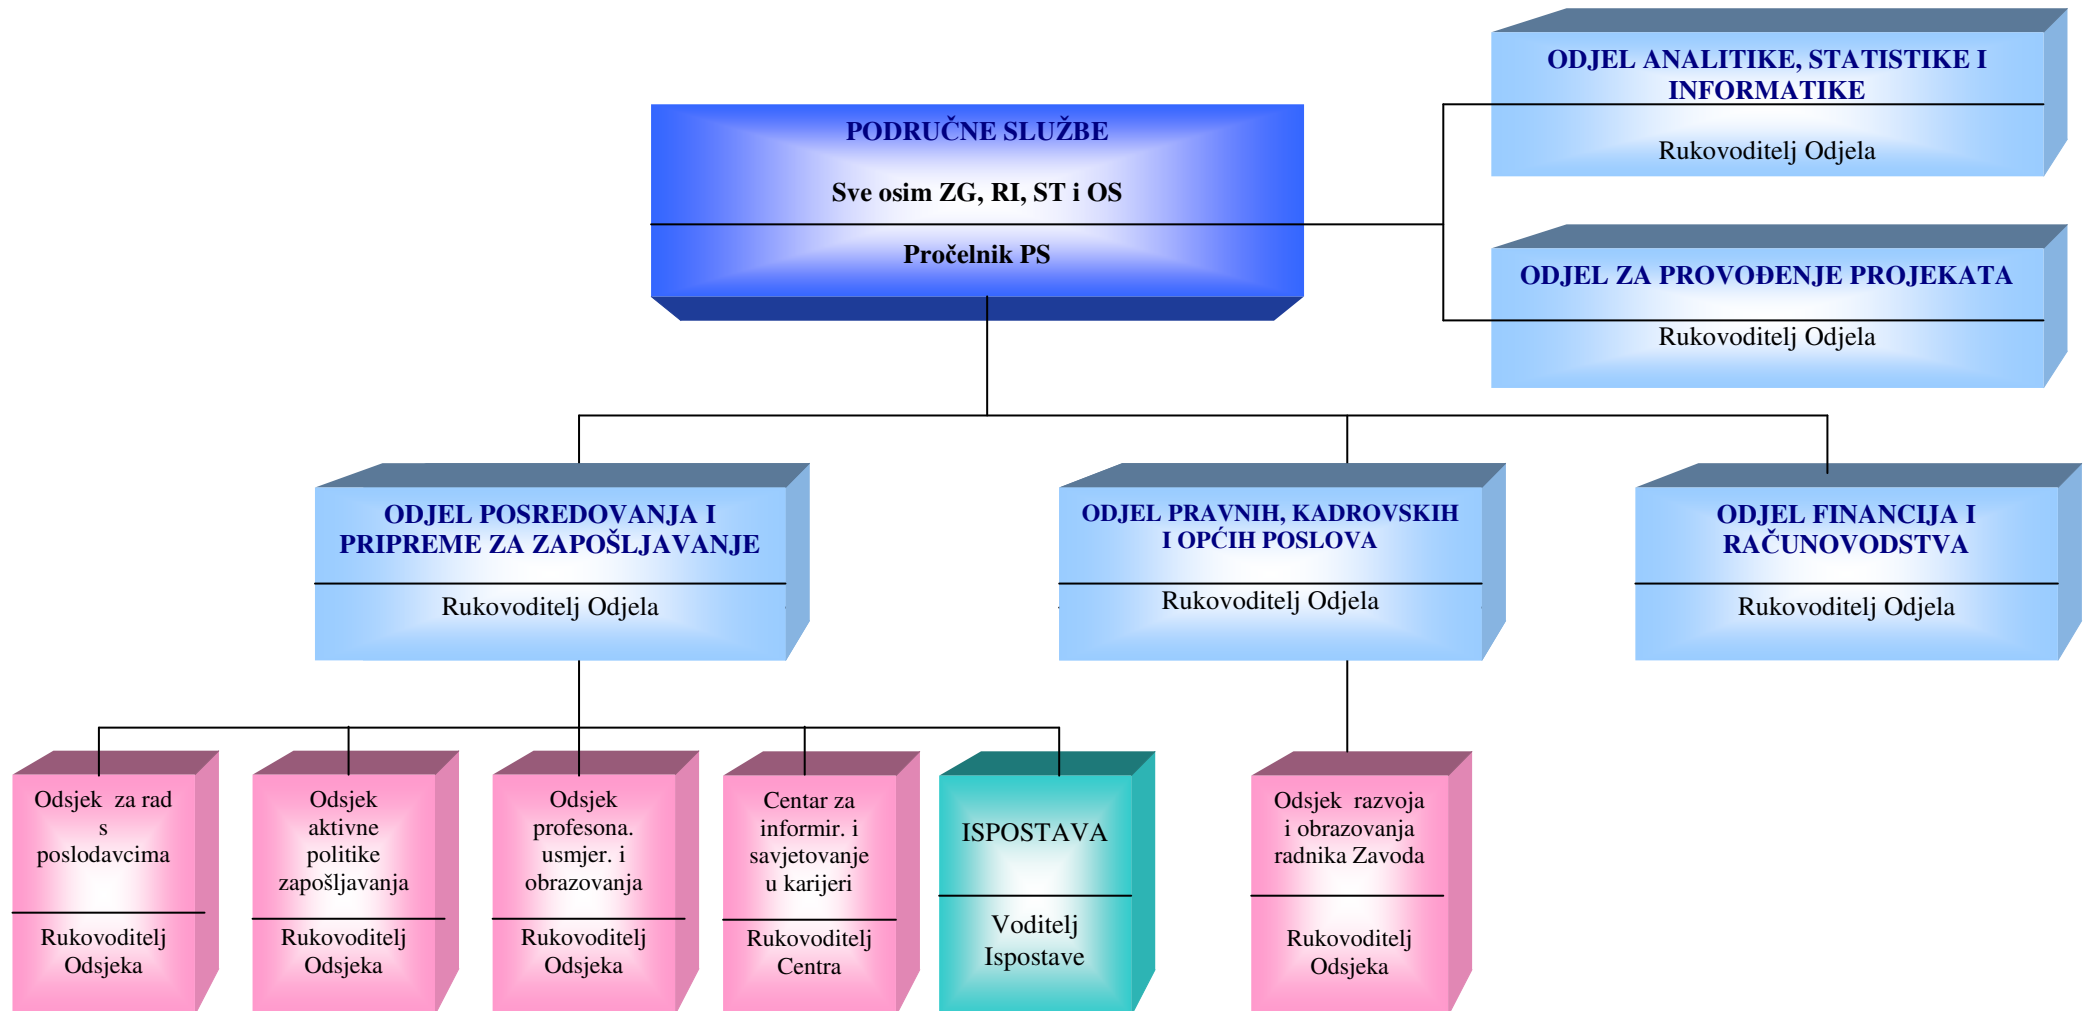 ODJEL ANALITIKE, STATISTIKE I
INFORMATIKE
Rukovoditelj Odjela
PODRUČNE SLUŽBE
Sve osim ZG, RI, ST i OS
Pročelnik PS
ODJEL ZA PROVOĐENJE PROJEKATA
Rukovoditelj Odjela
ODJEL POSREDOVANJA I
PRIPREME ZA ZAPOŠLJAVANJE
Rukovoditelj Odjela
ODJEL PRAVNIH, KADROVSKIH
I OPĆIH POSLOVA
Rukovoditelj Odjela
ODJEL FINANCIJA I
RAČUNOVODSTVA
Rukovoditelj Odjela
Odsjek za rad
s
poslodavcima
Rukovoditelj
Odsjeka
Odsjek
aktivne
politike
zapošljavanja
Rukovoditelj
Odsjeka
Odsjek
profesona.
usmjer. i
obrazovanja
Rukovoditelj
Odsjeka
Centar za
informir. i
savjetovanje
u karijeri
Rukovoditelj
Centra
ISPOSTAVA
Voditelj
Ispostave
Odsjek razvoja
i obrazovanja
radnika Zavoda
Rukovoditelj
Odsjeka